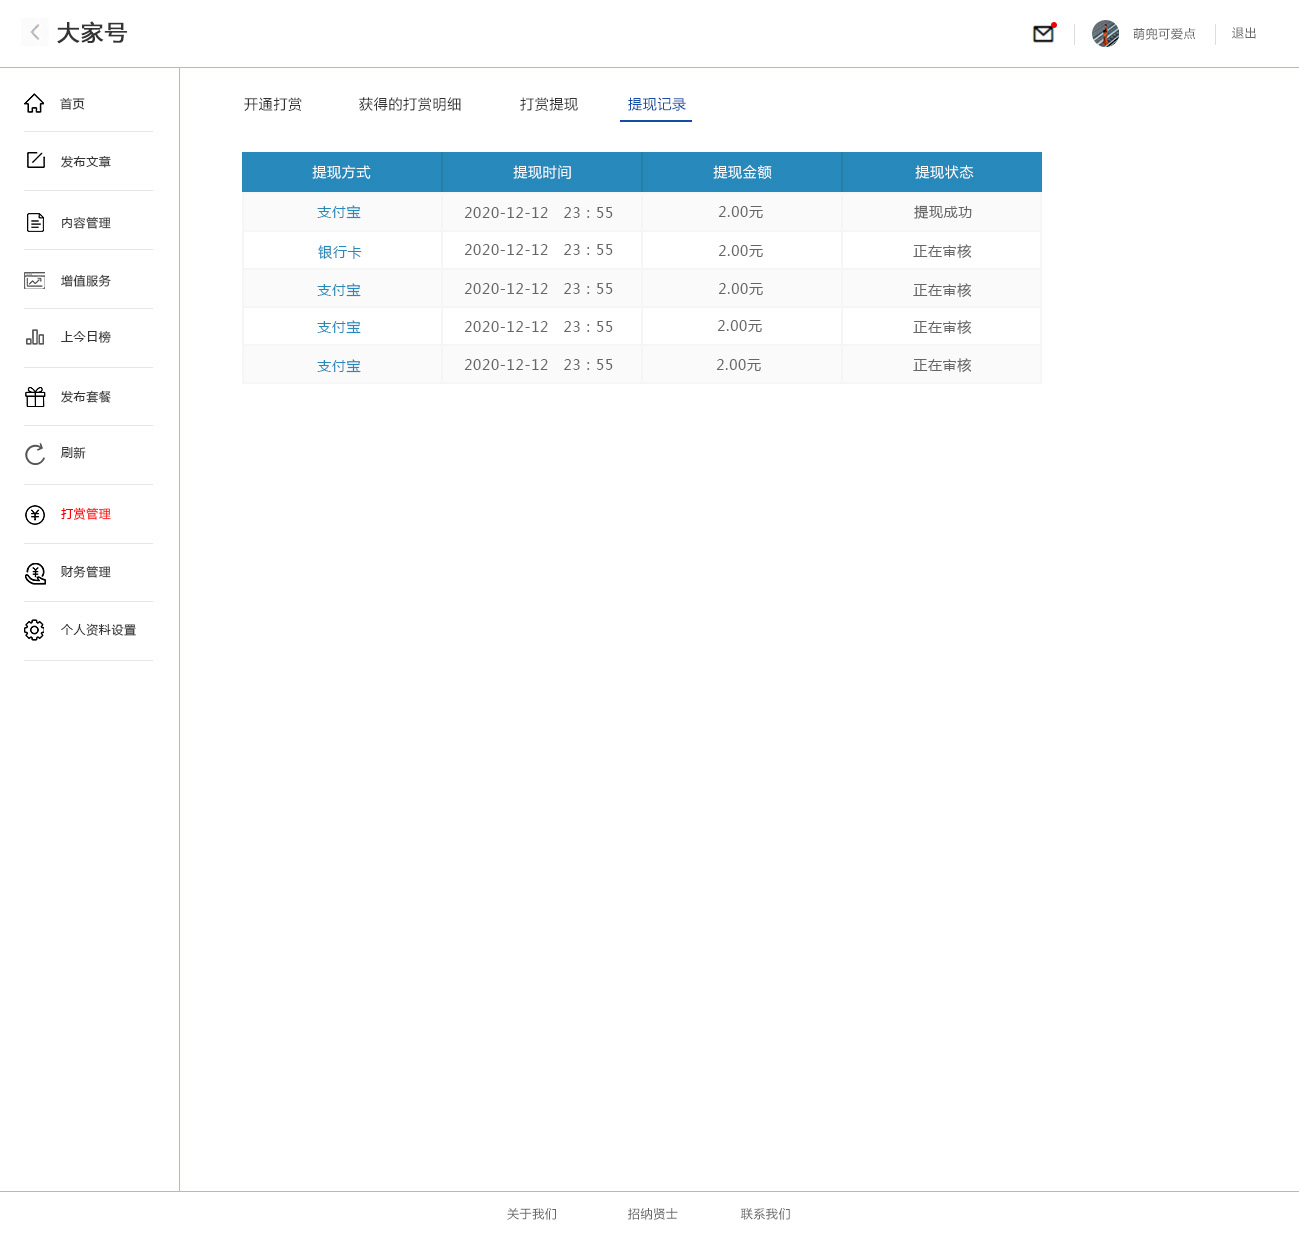 大家号
萌兜可爱点
退出
首页
发布文章
内容管理
增值服务
上今日榜
发布套餐
刷新
打赏管理
财务管理
个人资料设置
开通打赏 获得的打赏明细 打赏提现 提现记录
提现方式 提现时间 提现金额 提现状态
支付宝 2020-12-12 23：55 2.00元 提现成功
银行卡 2020-12-12 23：55 2.00元 正在审核
支付宝 2020-12-12 23：55 2.00元 正在审核
支付宝 2020-12-12 23：55 2.00元 正在审核
支付宝 2020-12-12 23：55 2.00元 正在审核
关于我们 招纳贤士 联系我们